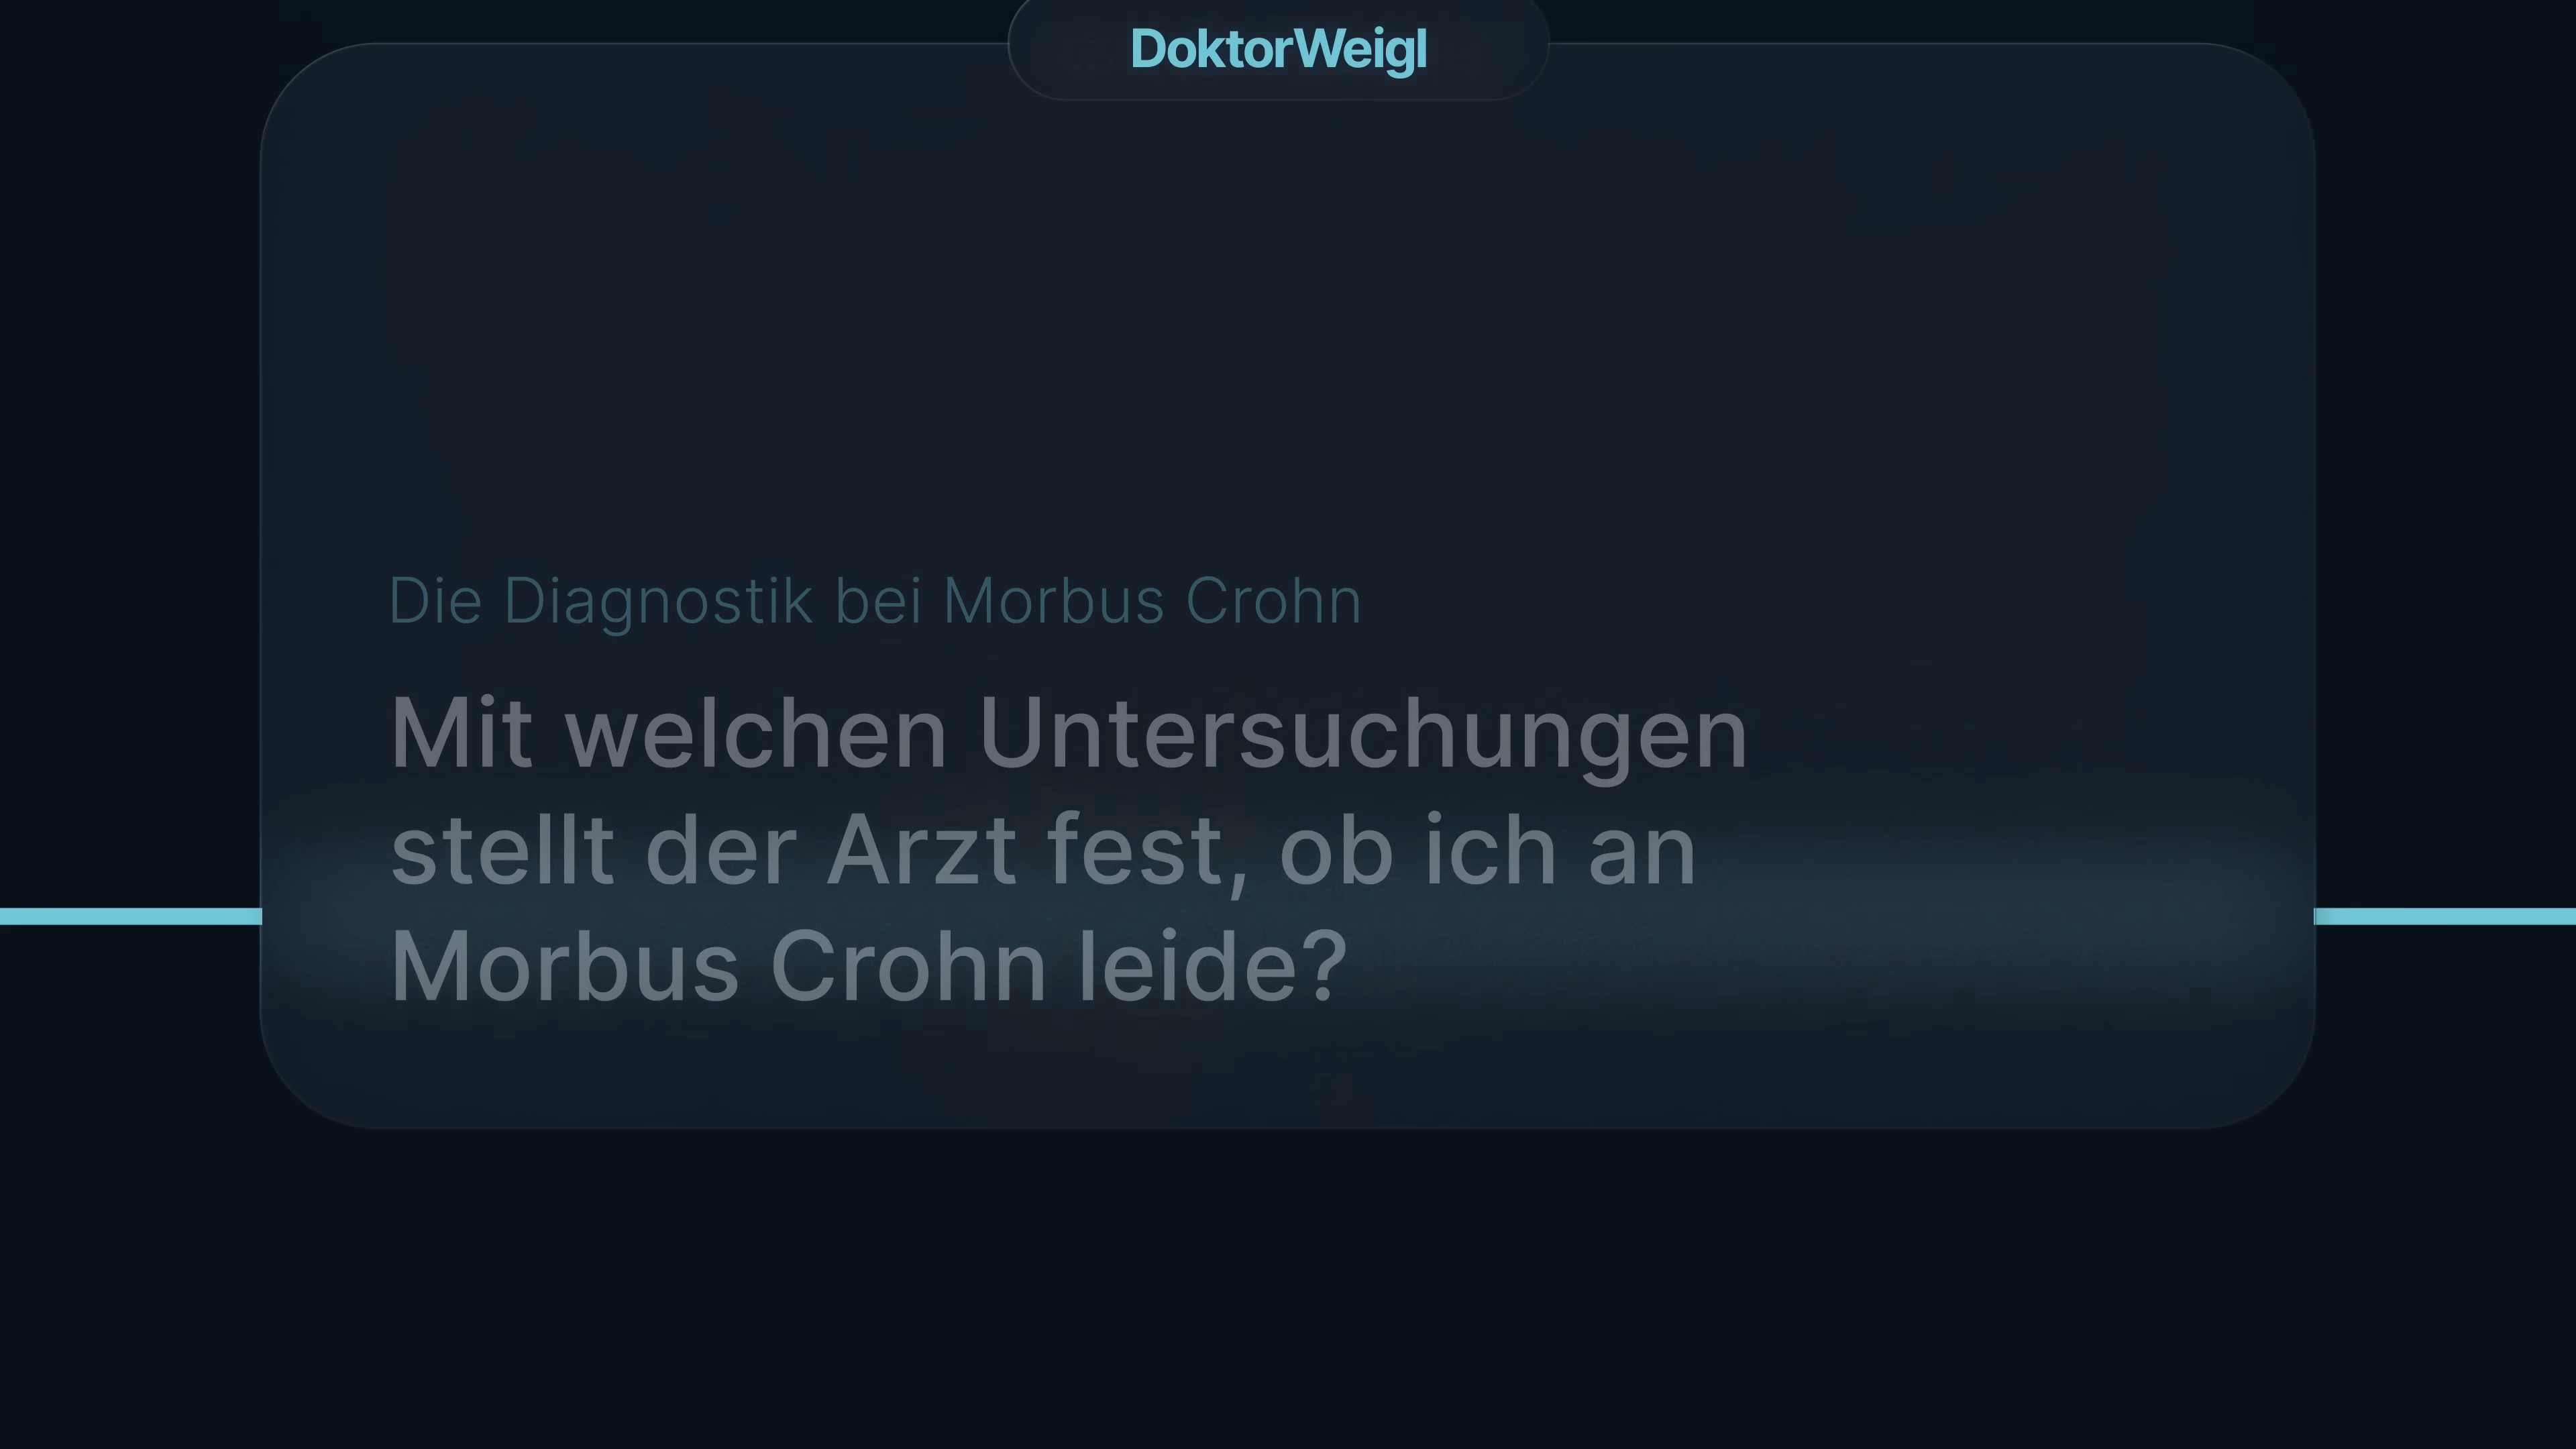 DoktorWeigl
Die Diagnostik bei Morbus Crohn
Mit welchen Untersuchungen
stellt der Arzt fest, ob ich an
Morbus Crohn leide?